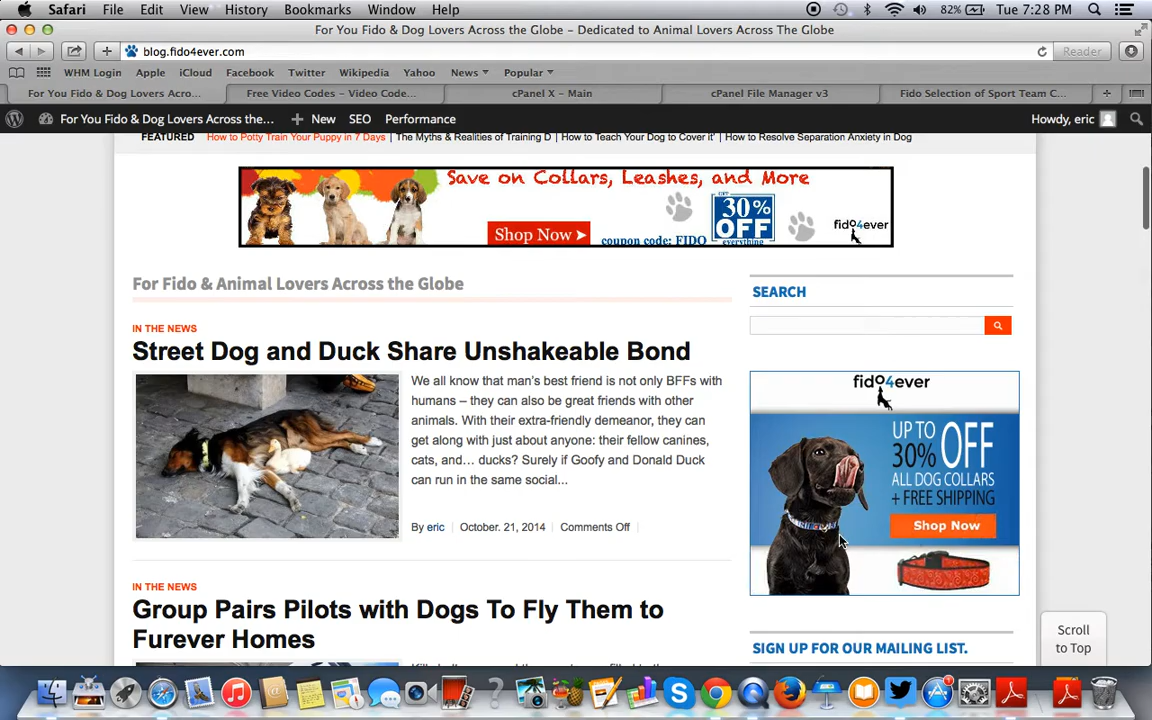 Safari File Edit View History Bookmarks Window Help 82% Tue 7:28 PM
For You Fido & Dog Lovers Across the Globe – Dedicated to Animal Lovers Across The Globe
blog.fido4ever.com Reader
WHM Login Apple iCloud Facebook Twitter Wikipedia Yahoo News Popular
For You Fido & Dog Lovers Acro... Free Video Codes – Video Code... cPanel X – Main cPanel File Manager v3 Fido Selection of Sport Team C...
For You Fido & Dog Lovers Across the... New SEO Performance Howdy, eric
FEATURED How to Potty Train Your Puppy in 7 Days | The Myths & Realities of Training D | How to Teach Your Dog to Cover it' | How to Resolve Separation Anxiety in Dog
Save on Collars, Leashes, and More
Shop Now
30% OFF
everything
coupon code: FIDO
fido4ever
For Fido & Animal Lovers Across the Globe
IN THE NEWS
Street Dog and Duck Share Unshakeable Bond
We all know that man's best friend is not only BFFs with
humans – they can also be great friends with other
animals. With their extra-friendly demeanor, they can
get along with just about anyone: their fellow canines,
cats, and… ducks? Surely if Goofy and Donald Duck
can run in the same social...
By eric October. 21, 2014 Comments Off
IN THE NEWS
Group Pairs Pilots with Dogs To Fly Them to
Furever Homes
SEARCH
fido4ever
UP TO
30% OFF
ALL DOG COLLARS
+ FREE SHIPPING
Shop Now
SIGN UP FOR OUR MAILING LIST.
Scroll
to Top